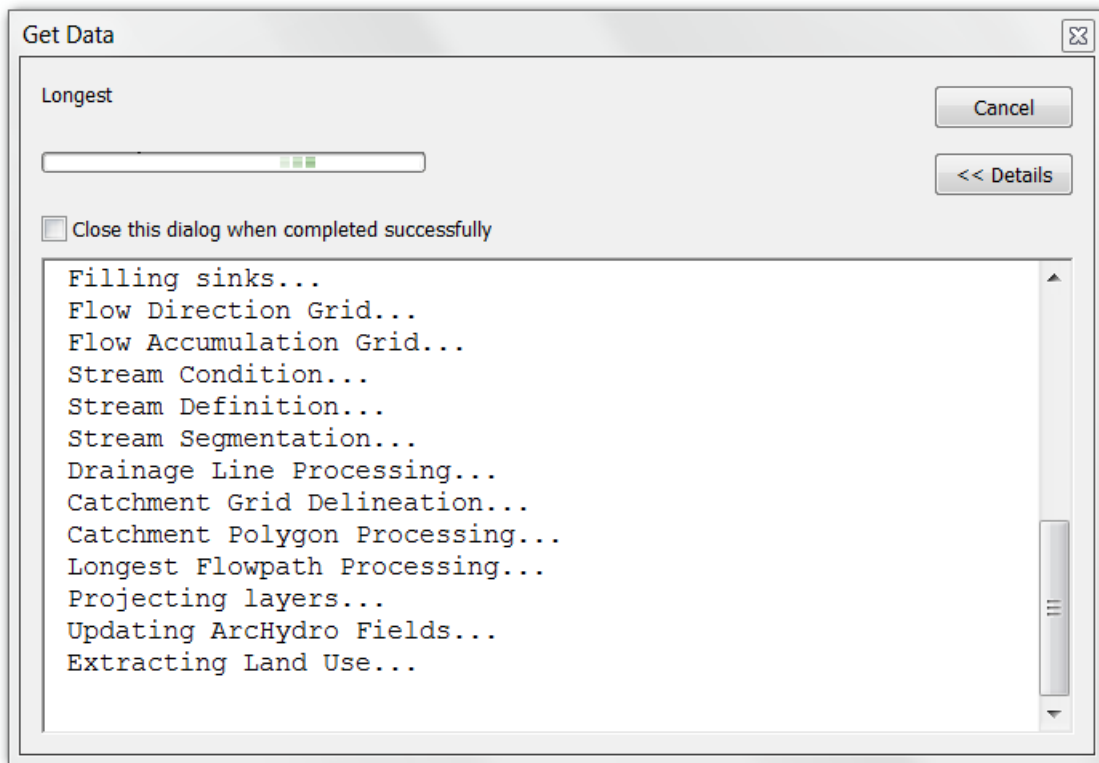 Get Data
Longest
Cancel
<< Details
Close this dialog when completed successfully
Filling sinks...
Flow Direction Grid...
Flow Accumulation Grid...
Stream Condition...
Stream Definition...
Stream Segmentation...
Drainage Line Processing...
Catchment Grid Delineation...
Catchment Polygon Processing...
Longest Flowpath Processing...
Projecting layers...
Updating ArcHydro Fields...
Extracting Land Use...